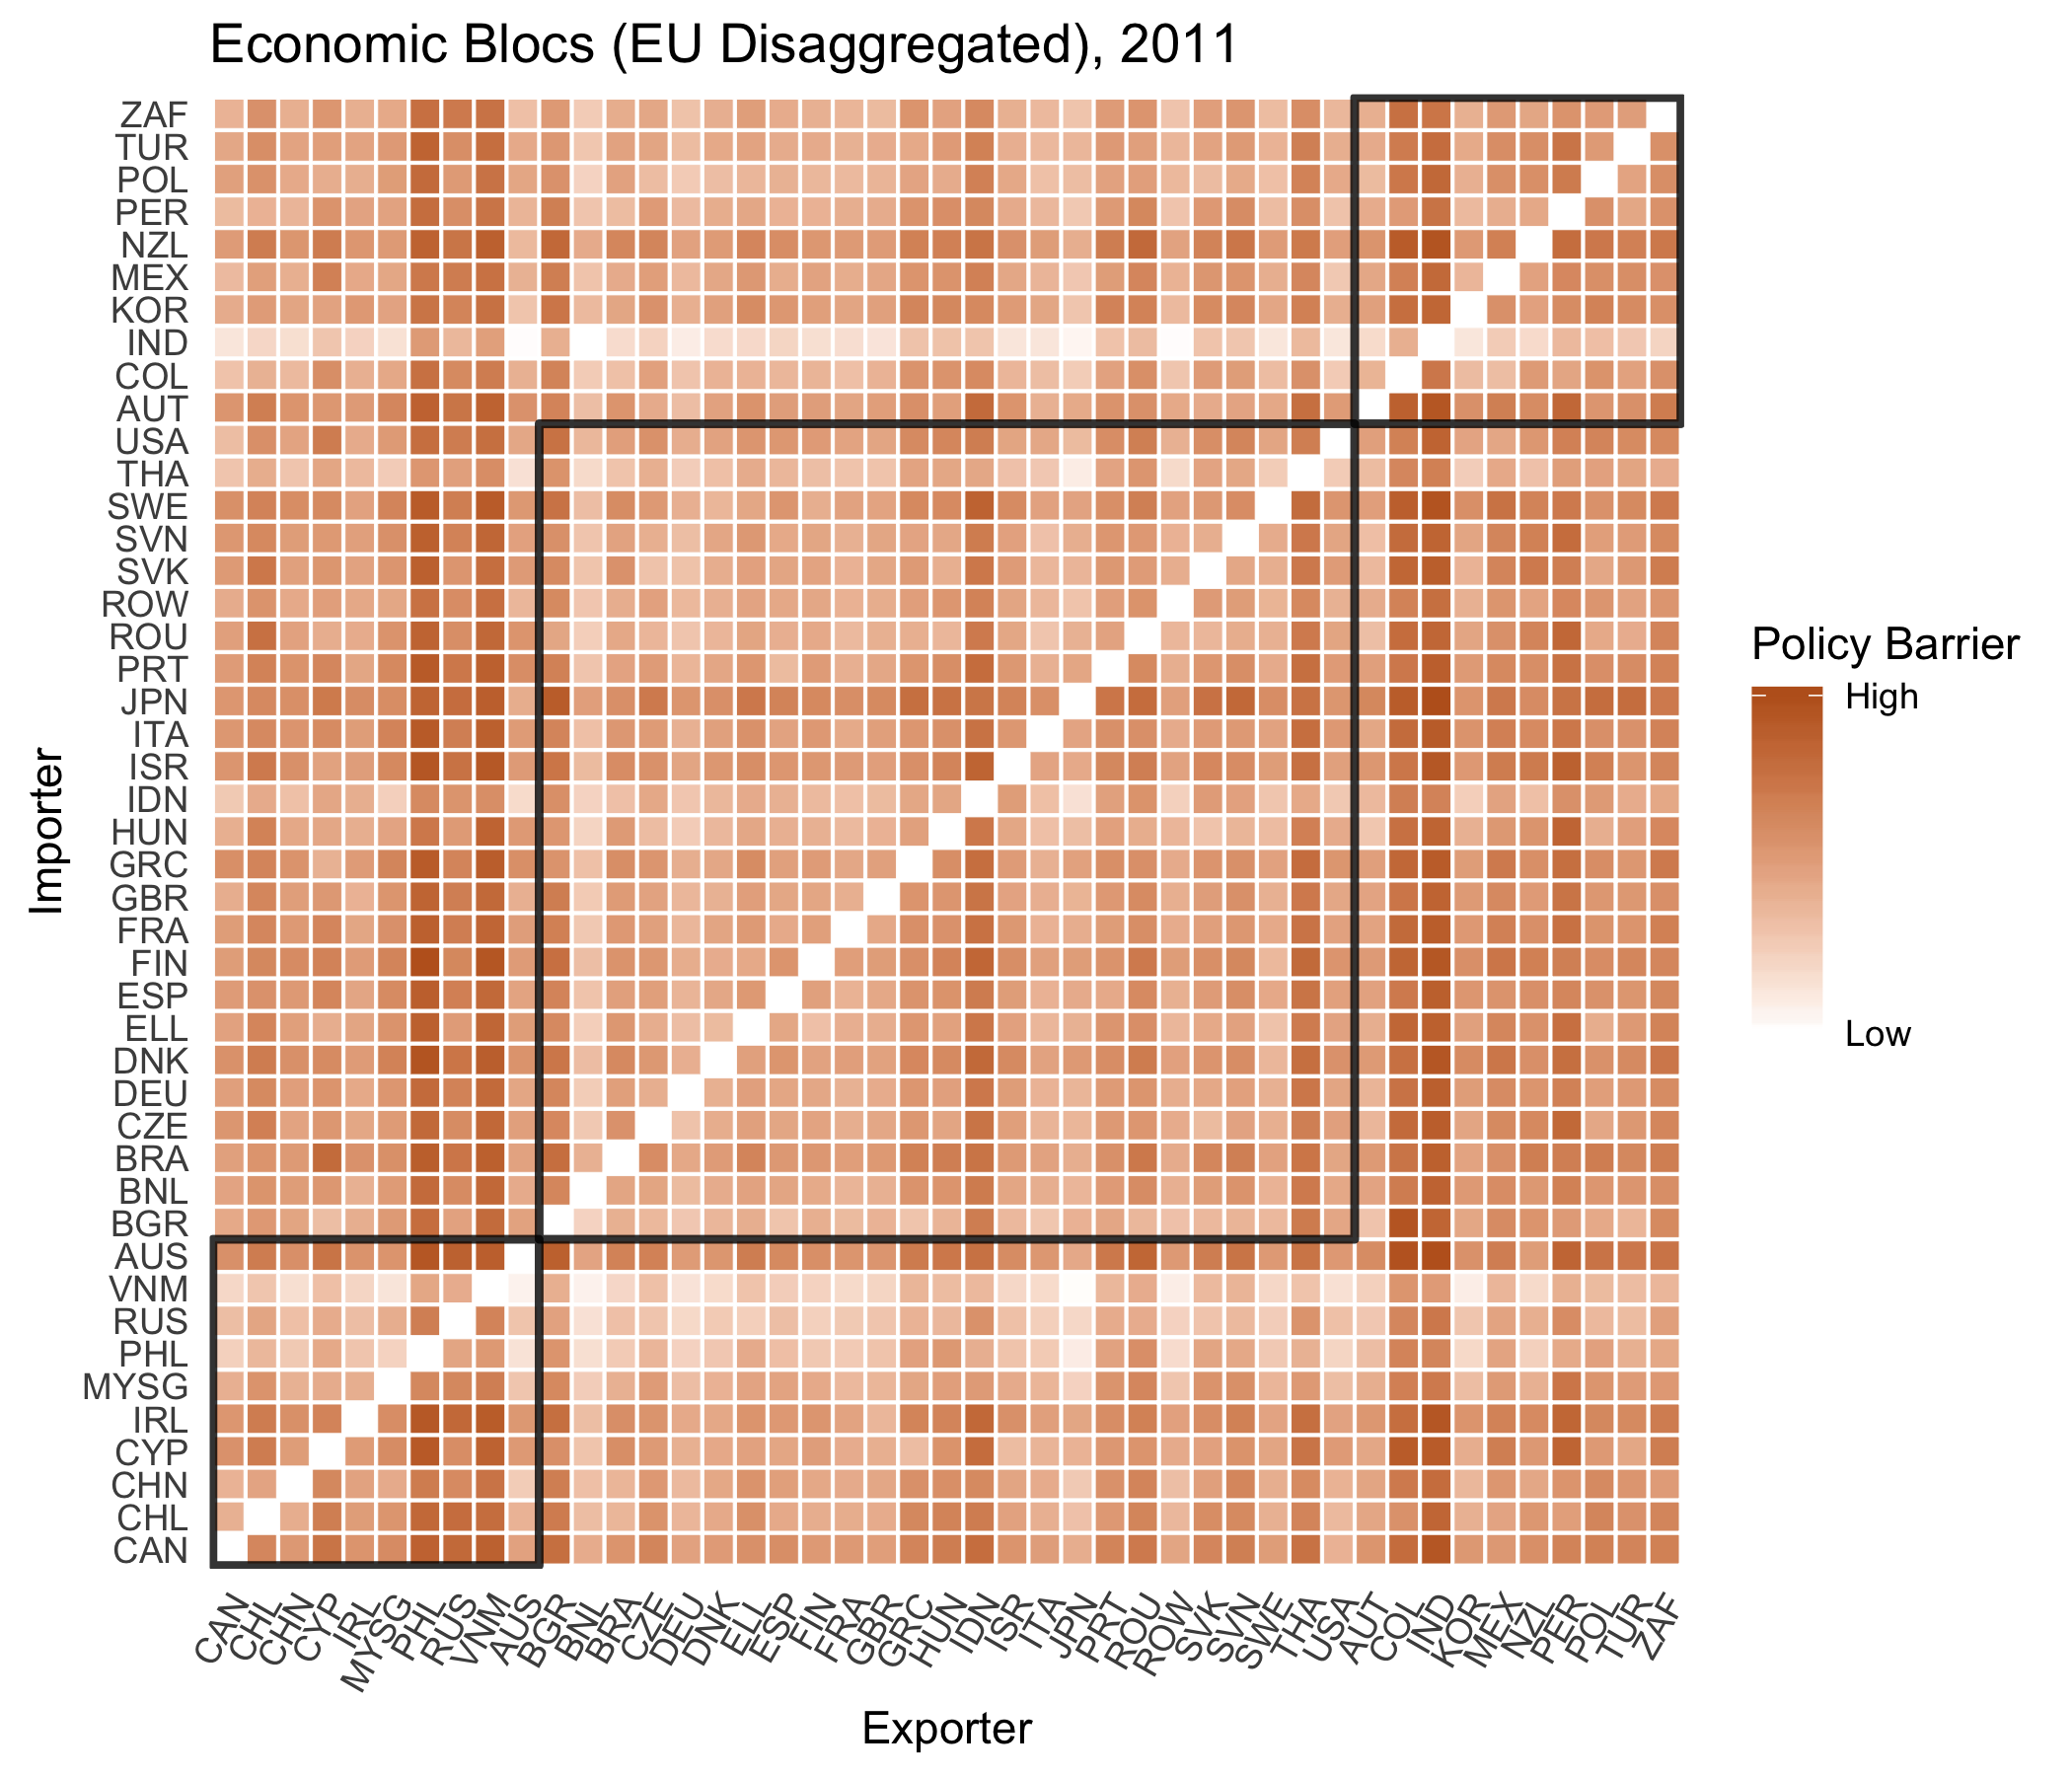 Economic Blocs (EU Disaggregated), 2011
ZAF
TUR
POL
PER
NZL
MEX
KOR
IND
COL
AUT
USA
THA
SWE
SVN
SVK
ROW
ROU
PRT
JPN
ITA
ISR
IDN
HUN
GRC
GBR
FRA
FIN
ESP
ELL
DNK
DEU
CZE
BRA
BNL
BGR
AUS
VNM
RUS
PHL
MYSG
IRL
CYP
CHN
CHL
CAN
Importer
CAN
CHL
CHN
CYP
IRL
MYSG
PHL
RUS
VNM
AUS
BGR
BNL
BRA
CZE
DEU
DNK
ELL
ESP
FIN
FRA
GBR
GRC
HUN
IDN
ISR
ITA
JPN
PRT
ROU
ROW
SVK
SVN
SWE
THA
USA
AUT
COL
IND
KOR
MEX
NZL
PER
POL
TUR
ZAF
Exporter
Policy Barrier
High
Low